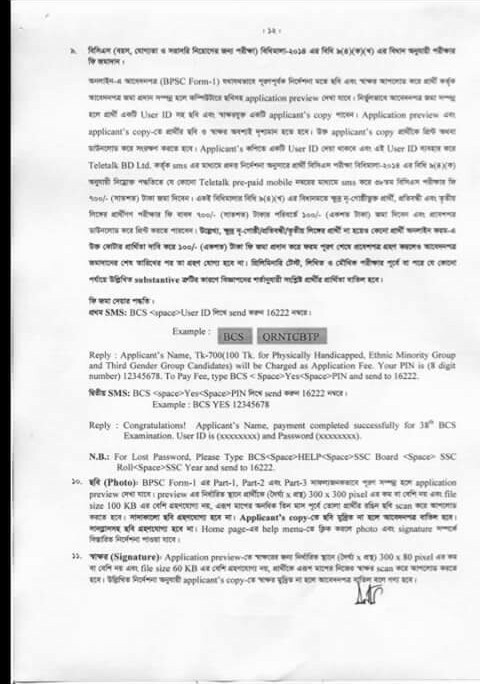 : ১২ :
৯. বিসিএস (বয়স, যোগ্যতা ও সরাসরি নিয়োগের জন্য পরীক্ষা) বিধিমালা-২০১৪ এর বিধি ৯(৪)(ক)(খ) এর বিধান অনুযায়ী পরীক্ষার
ফি জমাদান।
অনলাইন-এ আবেদনপত্র (BPSC Form-1) যথাযথভাবে পূরণপূর্বক নির্দেশনা মতে ছবি এবং স্বাক্ষর আপলোড করে প্রার্থী কর্তৃক
আবেদনপত্র জমা প্রদান সম্পন্ন হলে কম্পিউটারে ছবিসহ application preview দেখা যাবে। নির্ভুলভাবে আবেদনপত্র জমা সম্পন্ন
হলে প্রার্থী একটি User ID সহ ছবি এবং স্বাক্ষরযুক্ত একটি applicant's copy পাবেন। Application preview এবং
applicant's copy-তে প্রার্থীর ছবি ও স্বাক্ষর অবশ্যই দৃশ্যমান হতে হবে। উক্ত applicant's copy প্রার্থীকে প্রিন্ট অথবা
ডাউনলোড করে সংরক্ষণ করতে হবে। Applicant's কপিতে একটি User ID দেয়া থাকবে এবং এই User ID ব্যবহার করে
Teletalk BD Ltd. কর্তৃক sms এর মাধ্যমে প্রদত্ত নির্দেশনা অনুসারে প্রার্থী বিসিএস পরীক্ষা বিধিমালা-২০১৪ এর বিধি ৯(৪)(ক)
অনুযায়ী নিম্নোক্ত পদ্ধতিতে যে কোনো Teletalk pre-paid mobile নম্বরের মাধ্যমে sms করে ৩৮তম বিসিএস পরীক্ষার ফি
৭০০/- (সাতশত) টাকা জমা দিবেন। একই বিধিমালার বিধি ৯(৪)(খ) এর বিধানমতে ক্ষুদ্র নৃ-গোষ্ঠীভুক্ত প্রার্থী, প্রতিবন্ধী এবং তৃতীয়
লিঙ্গের প্রার্থীগণ পরীক্ষার ফি বাবদ ৭০০/- (সাতশত) টাকার পরিবর্তে ১০০/- (একশত) টাকা জমা দিবেন এবং প্রবেশপত্র
ডাউনলোড করে প্রিন্ট করতে পারবেন। উল্লেখ্য, ক্ষুদ্র নৃ-গোষ্ঠী/প্রতিবন্ধী/তৃতীয় লিঙ্গের প্রার্থী না হয়েও কোনো প্রার্থী অনলাইন ফরম-এ
উক্ত কোটার প্রার্থিতা দাবি করে ১০০/- (একশত) টাকা ফি জমা প্রদান করে ফরম পূরণ শেষে প্রবেশপত্র গ্রহণ করলেও আবেদনপত্র
জমাদানের শেষ তারিখের পর তা গ্রহণ যোগ্য হবে না। প্রিলিমিনারি টেস্ট, লিখিত ও মৌখিক পরীক্ষার পূর্বে বা পরে যে কোনো
পর্যায়ে উল্লিখিত substantive ত্রুটির কারণে বিজ্ঞাপনের শর্তানুযায়ী সংশ্লিষ্ট প্রার্থীর প্রার্থিতা বাতিল হবে।
ফি জমা দেয়ার পদ্ধতি।
প্রথম SMS: BCS <space>User ID লিখে send করুন 16222 নম্বরে।
Example : BCS QRNTCBTP
Reply : Applicant's Name, Tk-700(100 Tk. for Physically Handicapped, Ethnic Minority Group
and Third Gender Group Candidates) will be Charged as Application Fee. Your PIN is (8 digit
number) 12345678. To Pay Fee, type BCS < Space>Yes<Space>PIN and send to 16222.
দ্বিতীয় SMS: BCS <space>Yes<Space>PIN লিখে send করুন 16222 নম্বরে।
Example : BCS YES 12345678
Reply : Congratulations! Applicant's Name, payment completed for 38th BCS
Examination. User ID is (xxxxxxxx) and Password (xxxxxxxx).
N.B.: For Lost Password, Please Type BCS<Space>HELP<Space>SSC Board <Space> SSC
Roll<Space>SSC Year and send to 16222.
১০. ছবি (Photo): BPSC Form-1 এর Part-1, Part-2 এবং Part-3 সাফল্যজনকভাবে পূরণ সম্পন্ন হলে application
preview দেখা যাবে। preview এর নির্ধারিত স্থানে প্রার্থীকে (দৈর্ঘ্য x প্রস্থ) 300 x 300 pixel এর কম বা বেশি নয় এবং file
size 100 KB এর বেশি গ্রহণযোগ্য নয়, এরূপ মাপের অনধিক তিন মাস পূর্বে তোলা প্রার্থীর রঙিন ছবি scan করে আপলোড
করতে হবে। সাদাকালো ছবি গ্রহণযোগ্য হবে না। Applicant's copy-তে ছবি মুদ্রিত না হলে আবেদনপত্র বাতিল হবে।
সানগ্লাসসহ ছবি গ্রহণযোগ্য হবে না। Home page-এর help menu-তে ক্লিক করলে photo এবং signature সম্পর্কে
বিস্তারিত নির্দেশনা পাওয়া যাবে।
১১. স্বাক্ষর (Signature): Application preview-তে স্বাক্ষরের জন্য নির্ধারিত স্থানে (দৈর্ঘ্য x প্রস্থ) 300 x 80 pixel এর কম
বা বেশি নয় এবং file size 60 KB এর বেশি গ্রহণযোগ্য নয়, প্রার্থীকে এরূপ মাপের নিজের স্বাক্ষর scan করে আপলোড করতে
হবে। উল্লিখিত নির্দেশনা অনুযায়ী applicant's copy-তে স্বাক্ষর মুদ্রিত না হলে আবেদনপত্র বাতিল বলে গণ্য হবে।